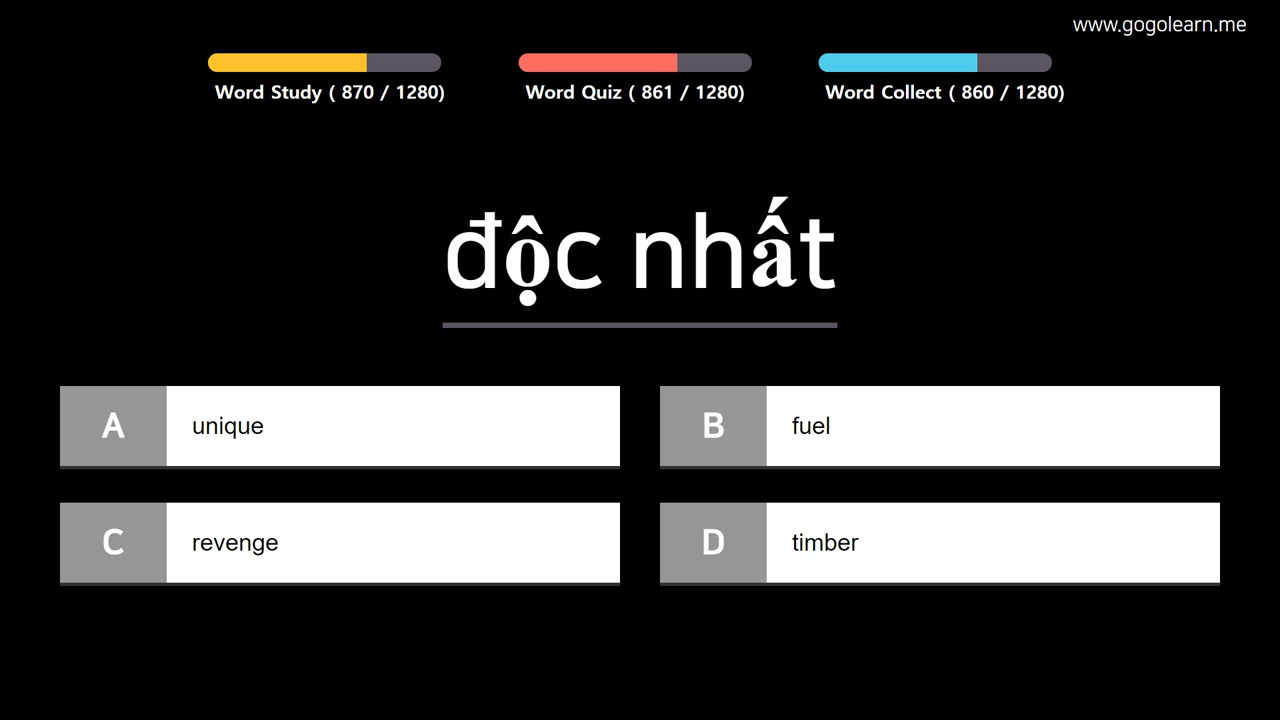 www.gogolearn.me
Word Study ( 870 / 1280)
Word Quiz ( 861 / 1280)
Word Collect ( 860 / 1280)
độc nhất
A unique
B fuel
C revenge
D timber